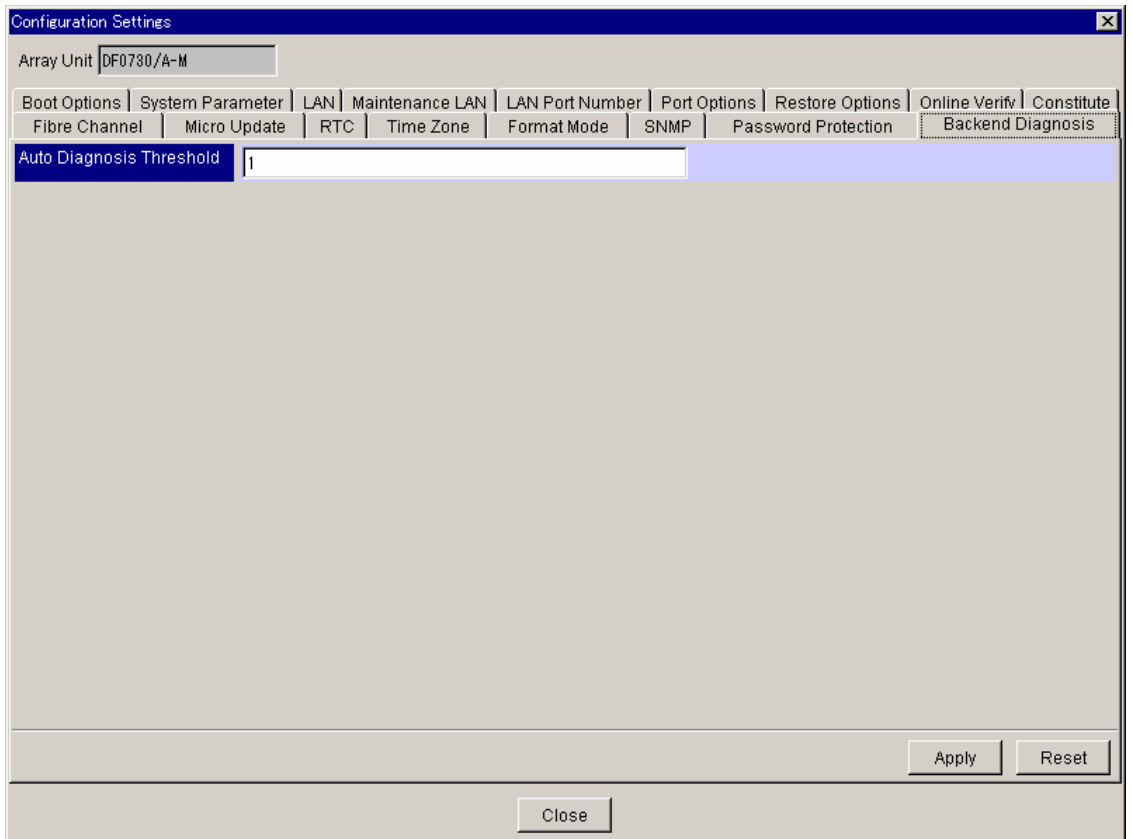 Configuration Settings
Array Unit DF0730/A-M
Boot Options System Parameter LAN Maintenance LAN LAN Port Number Port Options Restore Options Online Verify Constitute
Fibre Channel Micro Update RTC Time Zone Format Mode SNMP Password Protection Backend Diagnosis
Auto Diagnosis Threshold 1
Apply Reset
Close